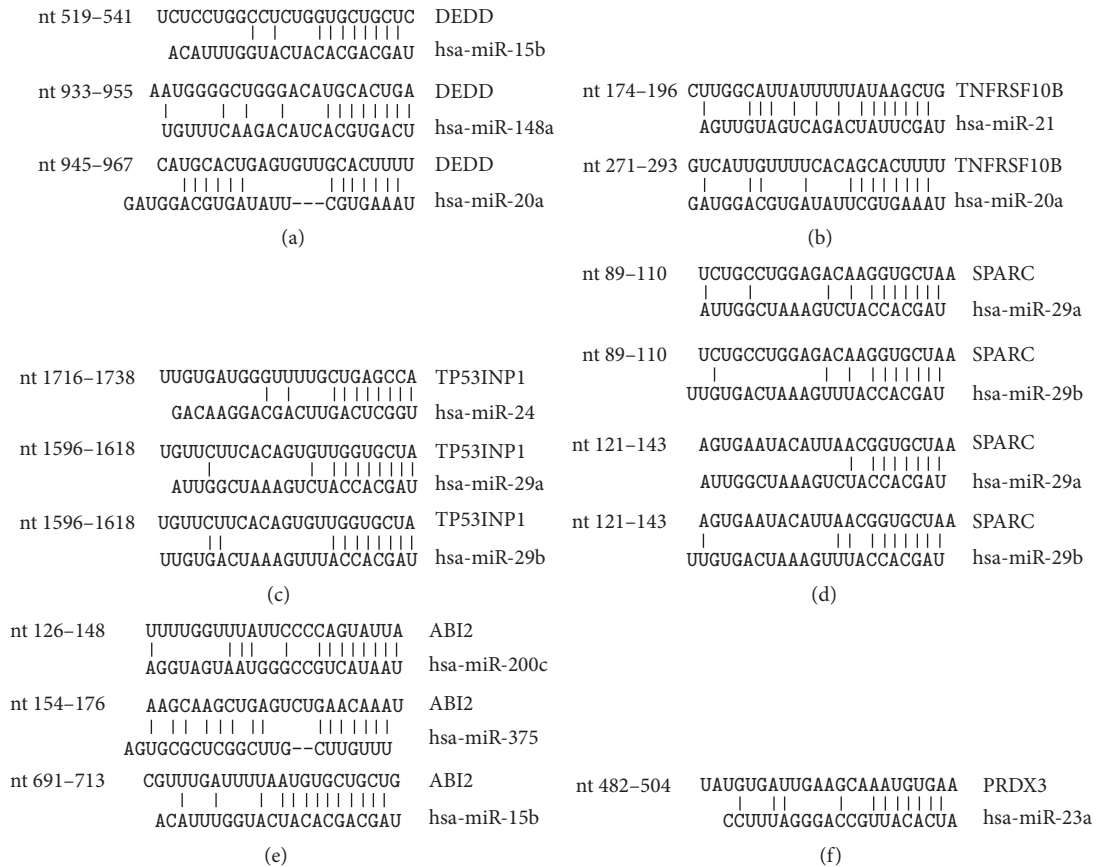 nt 519–541 UCUCCUGGCCUCUGGUGCUGCUC DEDD
ACAUUUGGUACUACACGACGAU hsa-miR-15b
nt 933–955 AAUGGGGCUGGGACAUGCACUGA DEDD
UGUUUCAAGACAUCACGUGACU hsa-miR-148a
nt 945–967 CAUGCACUGAGUGUUGCACUUUU DEDD
GAUGGACGUGAUAUU---CGUGAAAU hsa-miR-20a
(a)
nt 174–196 CUUGGCAUUAUUUUUAUAAGCUG TNFRSF10B
AGUUGUAGUCAGACUAUUCGAU hsa-miR-21
nt 271–293 GUCAUUGUUUUCACAGCACUUUU TNFRSF10B
GAUGGACGUGAUAUUCGUGAAAU hsa-miR-20a
(b)
nt 1716–1738 UUGUGAUGGGUUUUGCUGAGCCA TP53INP1
GACAAGGACGACUUGACUCGGU hsa-miR-24
nt 1596–1618 UGUUCUUCACAGUGUUGGUGCUA TP53INP1
AUUGGCUAAAGUCUACCACGAU hsa-miR-29a
nt 1596–1618 UGUUCUUCACAGUGUUGGUGCUA TP53INP1
UUGUGACUAAAGUUUACCACGAU hsa-miR-29b
(c)
nt 89–110 UCUGCCUGGAGACAAGGUGCUAA SPARC
AUUGGCUAAAGUCUACCACGAU hsa-miR-29a
nt 89–110 UCUGCCUGGAGACAAGGUGCUAA SPARC
UUGUGACUAAAGUUUACCACGAU hsa-miR-29b
nt 121–143 AGUGAAUACAUUAACGGUGCUAA SPARC
AUUGGCUAAAGUCUACCACGAU hsa-miR-29a
nt 121–143 AGUGAAUACAUUAACGGUGCUAA SPARC
UUGUGACUAAAGUUUACCACGAU hsa-miR-29b
(d)
nt 126–148 UUUUGGUUUAUUCCCCAGUAUUA ABI2
AGGUAGUAAUGGGCCGUCAUAAU hsa-miR-200c
nt 154–176 AAGCAAGCUGAGUCUGAACAAAU ABI2
AGUGCGCUCGGCUUG--CUUGUUU hsa-miR-375
nt 691–713 CGUUUGAUUUUAAUGUGCUGCUG ABI2
ACAUUUGGUACUACACGACGAU hsa-miR-15b
(e)
nt 482–504 UAUGUGAUUGAAGCAAAUGUGAA PRDX3
CCUUUAGGGACCGUUACACUA hsa-miR-23a
(f)